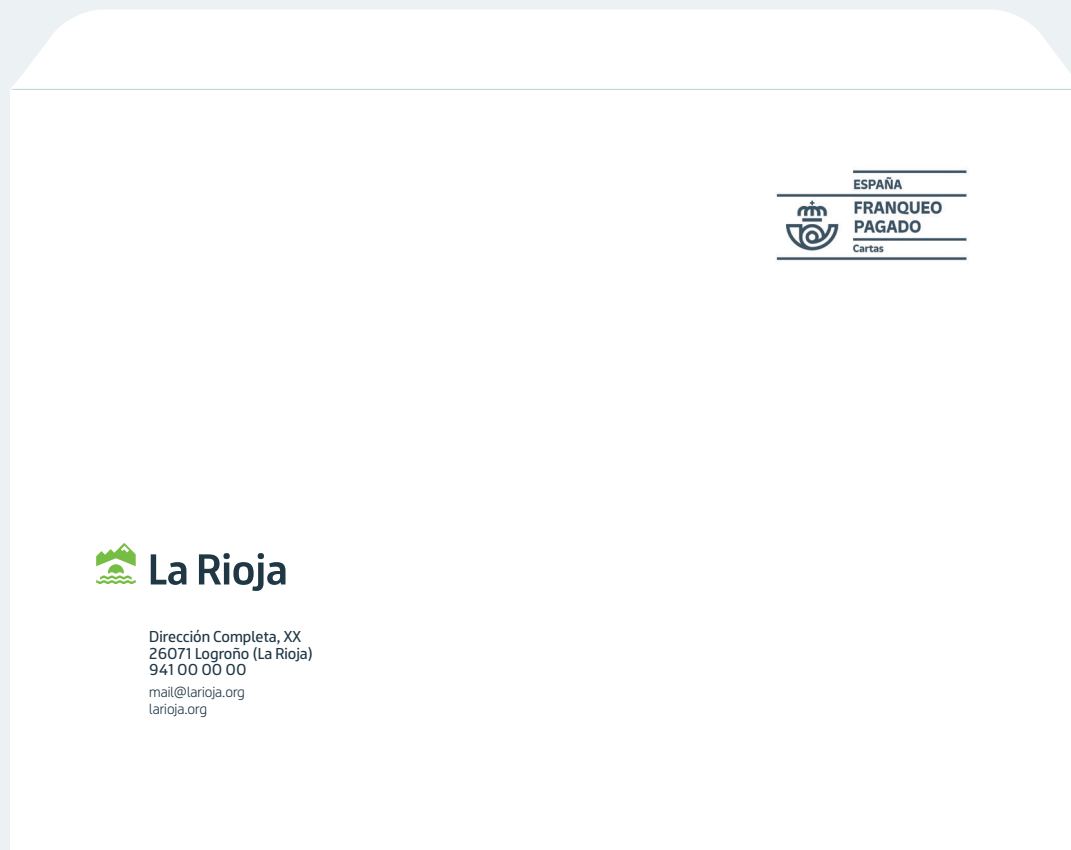 ESPAÑA
FRANQUEO
PAGADO
Cartas
La Rioja
Dirección Completa, XX
26071 Logroño (La Rioja)
941 00 00 00
mail@larioja.org
larioja.org